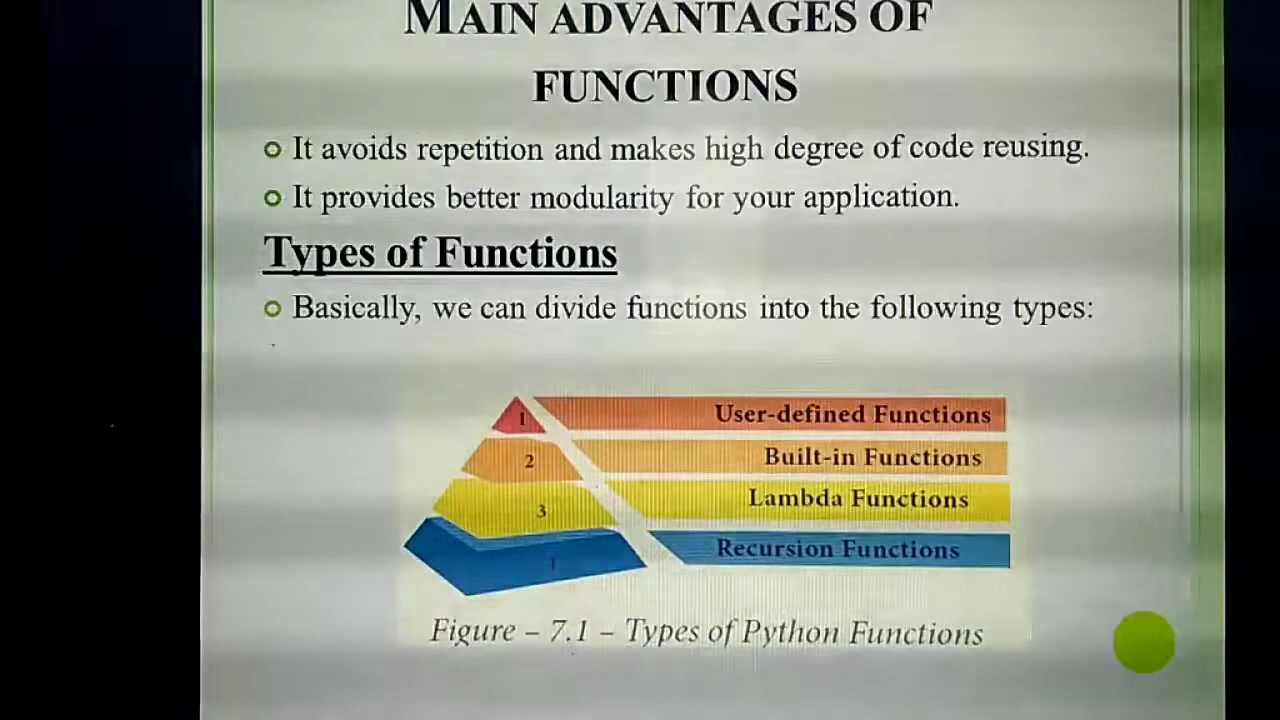 MAIN ADVANTAGES OF
FUNCTIONS
It avoids repetition and makes high degree of code reusing.
It provides better modularity for your application.
Types of Functions
Basically, we can divide functions into the following types:
1 User-defined Functions
2 Built-in Functions
3 Lambda Functions
Recursion Functions
Figure – 7.1 – Types of Python Functions